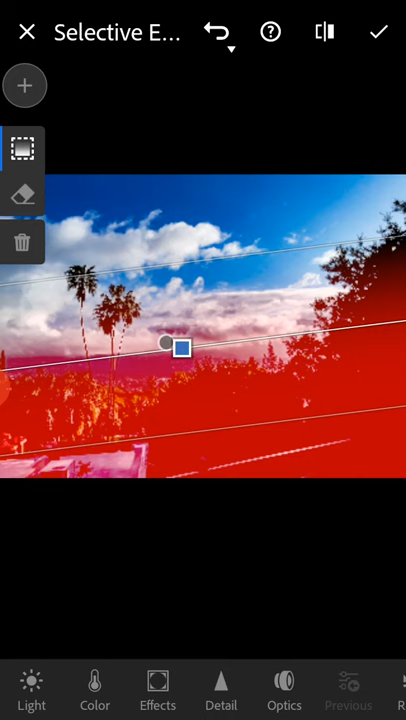 Selective E...
Light
Color
Effects
Detail
Optics
Previous
R